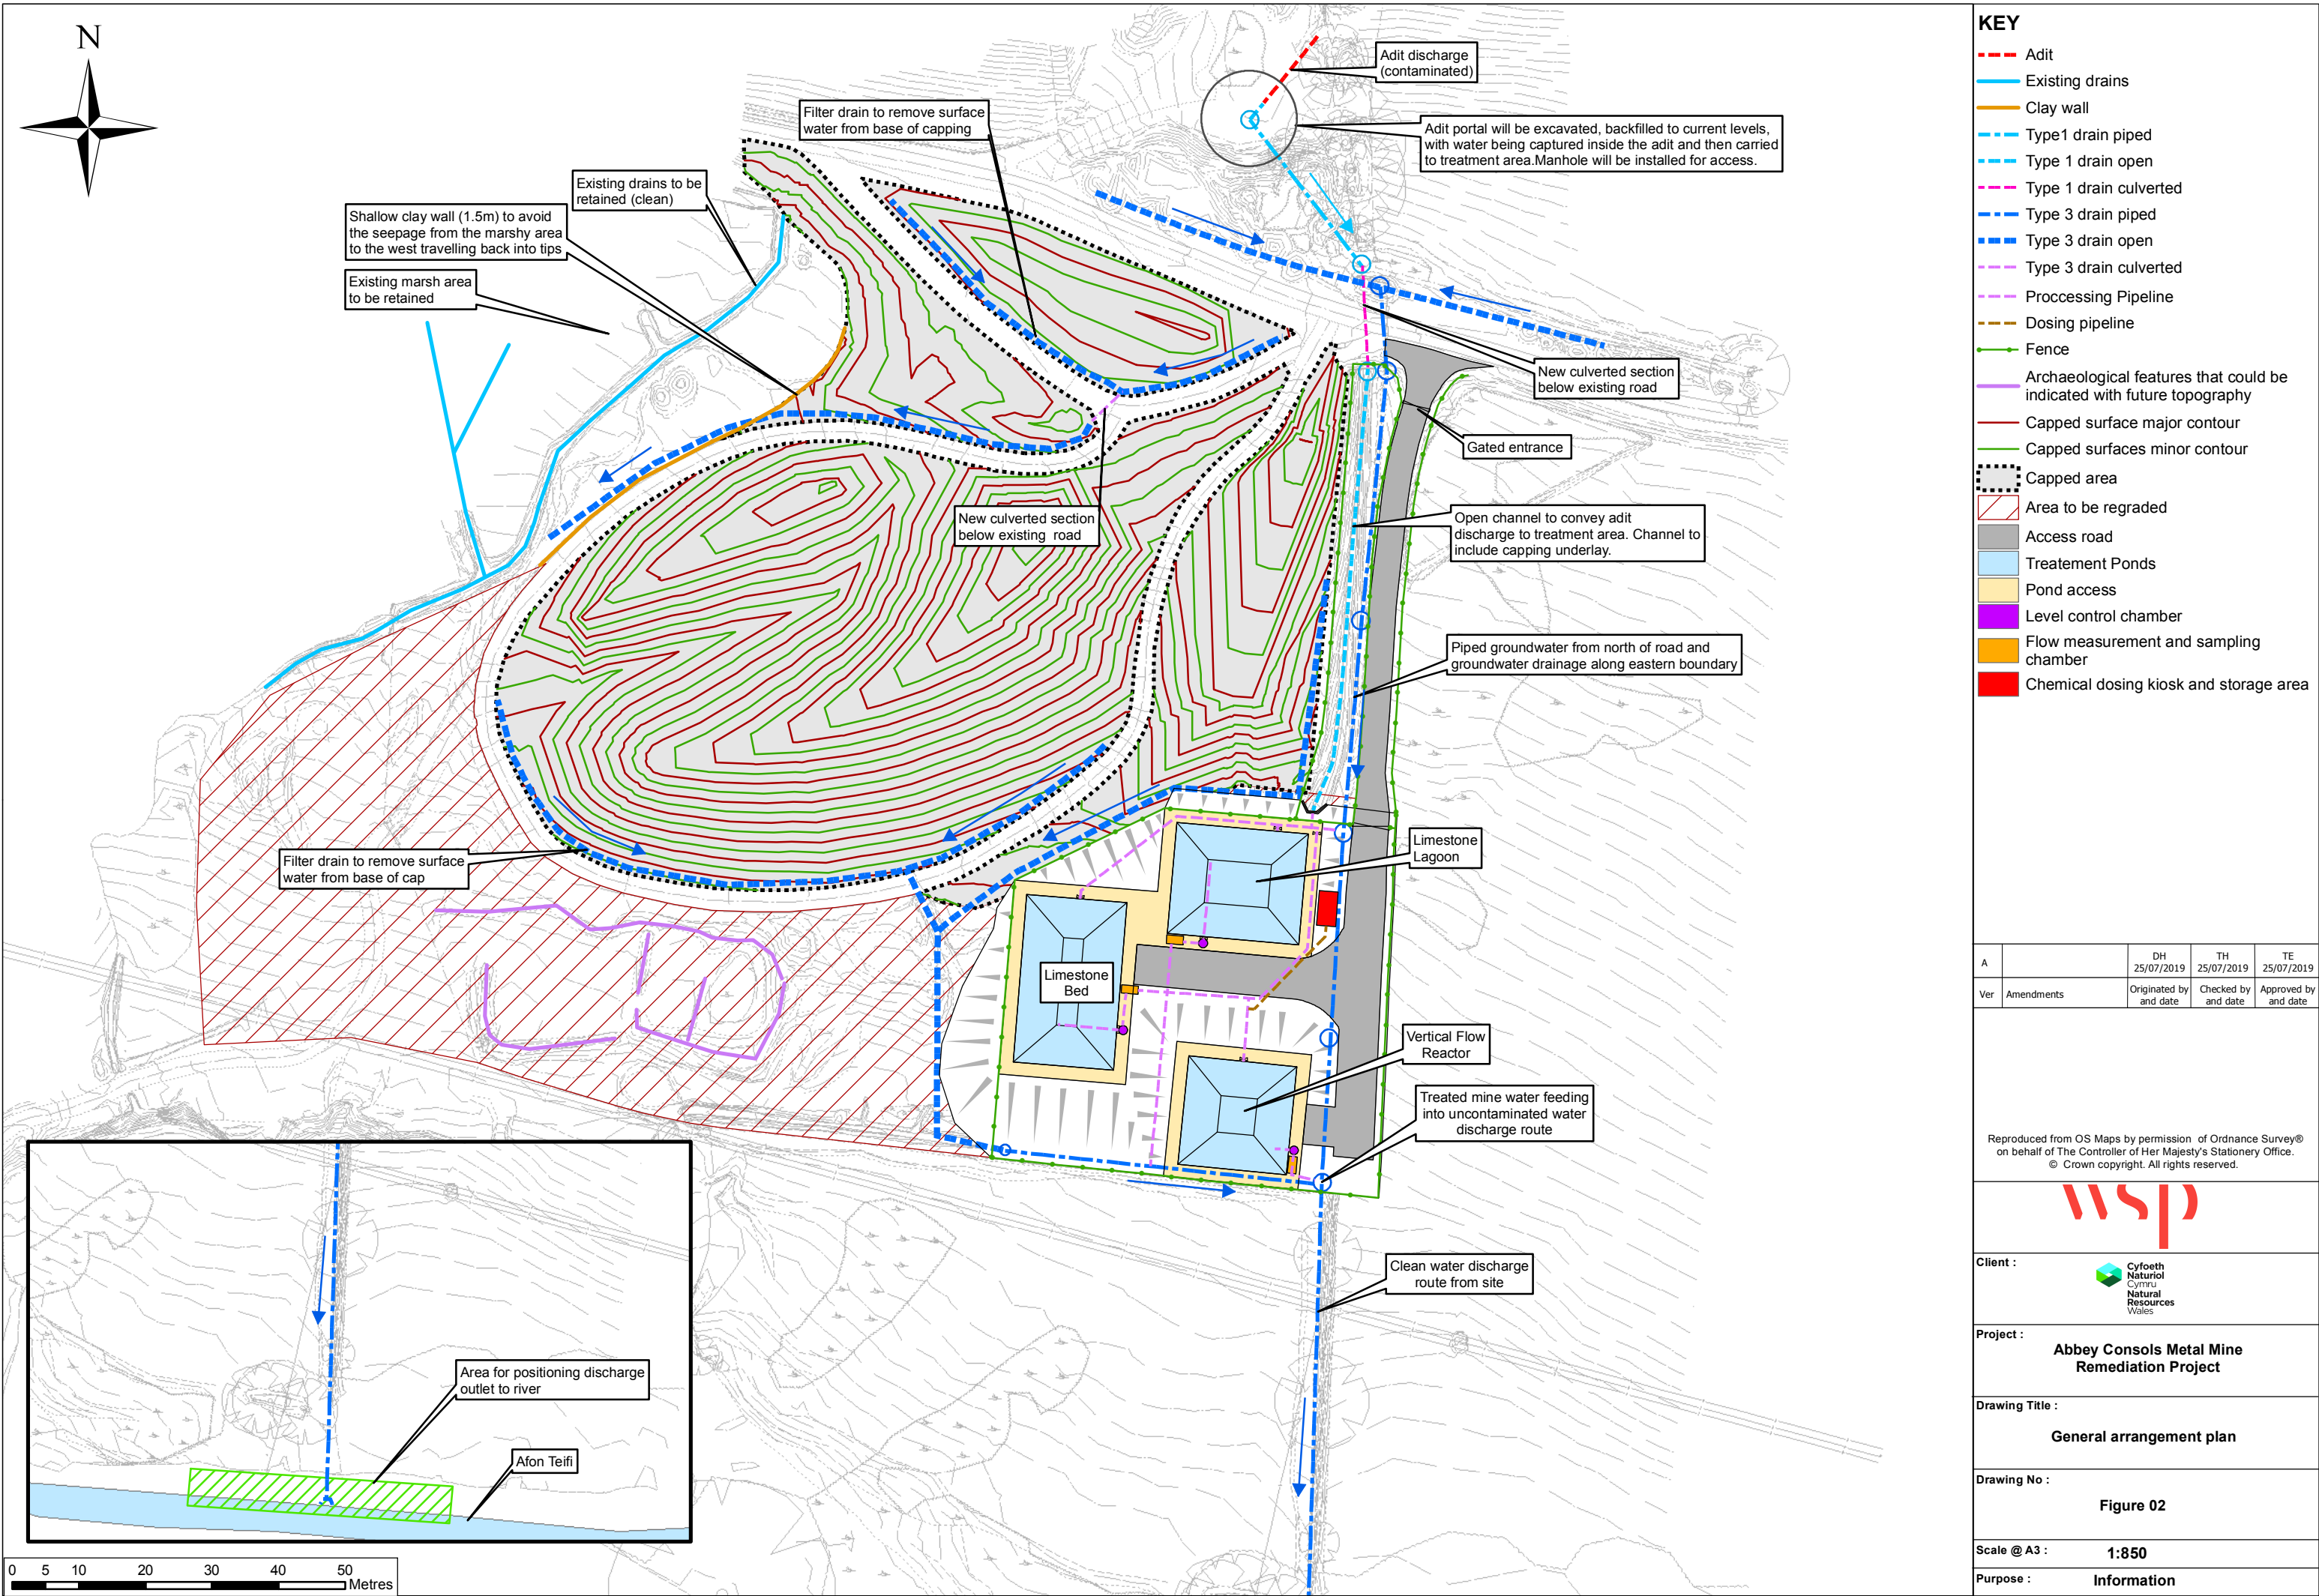 N
Adit discharge
(contaminated)
Filter drain to remove surface
water from base of capping
Adit portal will be excavated, backfilled to current levels,
with water being captured inside the adit and then carried
to treatment area.Manhole will be installed for access.
Existing drains to be
retained (clean)
Shallow clay wall (1.5m) to avoid
the seepage from the marshy area
to the west travelling back into tips
Existing marsh area
to be retained
New culverted section
below existing road
Gated entrance
New culverted section
below existing road
Open channel to convey adit
discharge to treatment area. Channel to
include capping underlay.
Piped groundwater from north of road and
groundwater drainage along eastern boundary
Filter drain to remove surface
water from base of cap
Limestone
Lagoon
Limestone
Bed
Vertical Flow
Reactor
Treated mine water feeding
into uncontaminated water
discharge route
Clean water discharge
route from site
Area for positioning discharge
outlet to river
Afon Teifi
0 5 10 20 30 40 50
Metres
KEY
Adit
Existing drains
Clay wall
Type1 drain piped
Type 1 drain open
Type 1 drain culverted
Type 3 drain piped
Type 3 drain open
Type 3 drain culverted
Proccessing Pipeline
Dosing pipeline
Fence
Archaeological features that could be
indicated with future topography
Capped surface major contour
Capped surfaces minor contour
Capped area
Area to be regraded
Access road
Treatement Ponds
Pond access
Level control chamber
Flow measurement and sampling
chamber
Chemical dosing kiosk and storage area
A DH TH TE
25/07/2019 25/07/2019 25/07/2019
Ver Amendments Originated by Checked by Approved by
and date and date and date
Reproduced from OS Maps by permission of Ordnance Survey®
on behalf of The Controller of Her Majesty's Stationery Office.
© Crown copyright. All rights reserved.
wsp
Client :
Cyfoeth
Naturiol
Cymru
Natural
Resources
Wales
Project :
Abbey Consols Metal Mine
Remediation Project
Drawing Title :
General arrangement plan
Drawing No :
Figure 02
Scale @ A3 : 1:850
Purpose : Information